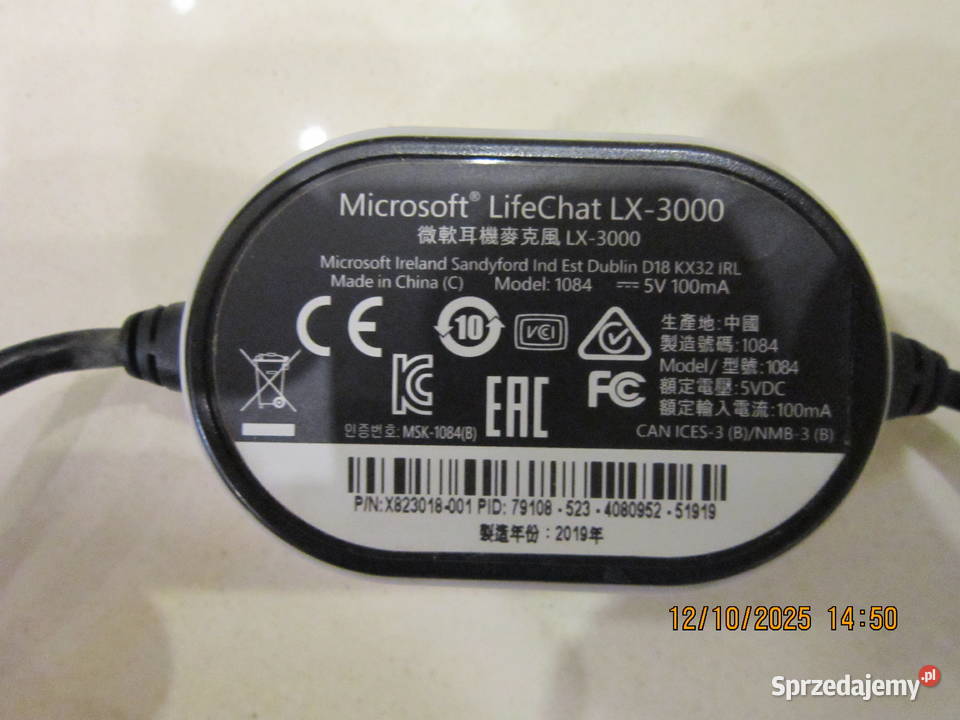 Microsoft® LifeChat LX-3000
微軟耳機麥克風 LX-3000
Microsoft Ireland Sandyford Ind Est Dublin D18 KX32 IRL
Made in China (C) Model: 1084 ⎓ 5V 100mA
CE
10
VCI
生產地:中國
製造號碼:1084
Model/ 型號:1084
額定電壓:5VDC
額定輸入電流:100mA
KC
EAC
FC
인증번호: MSK-1084(B)
CAN ICES-3 (B)/NMB-3 (B)
P/N: X823018-001 PID: 79108 - 523 - 4080952 - 51919
製造年份：2019年
12/10/2025 14:50
Sprzedajemy.pl